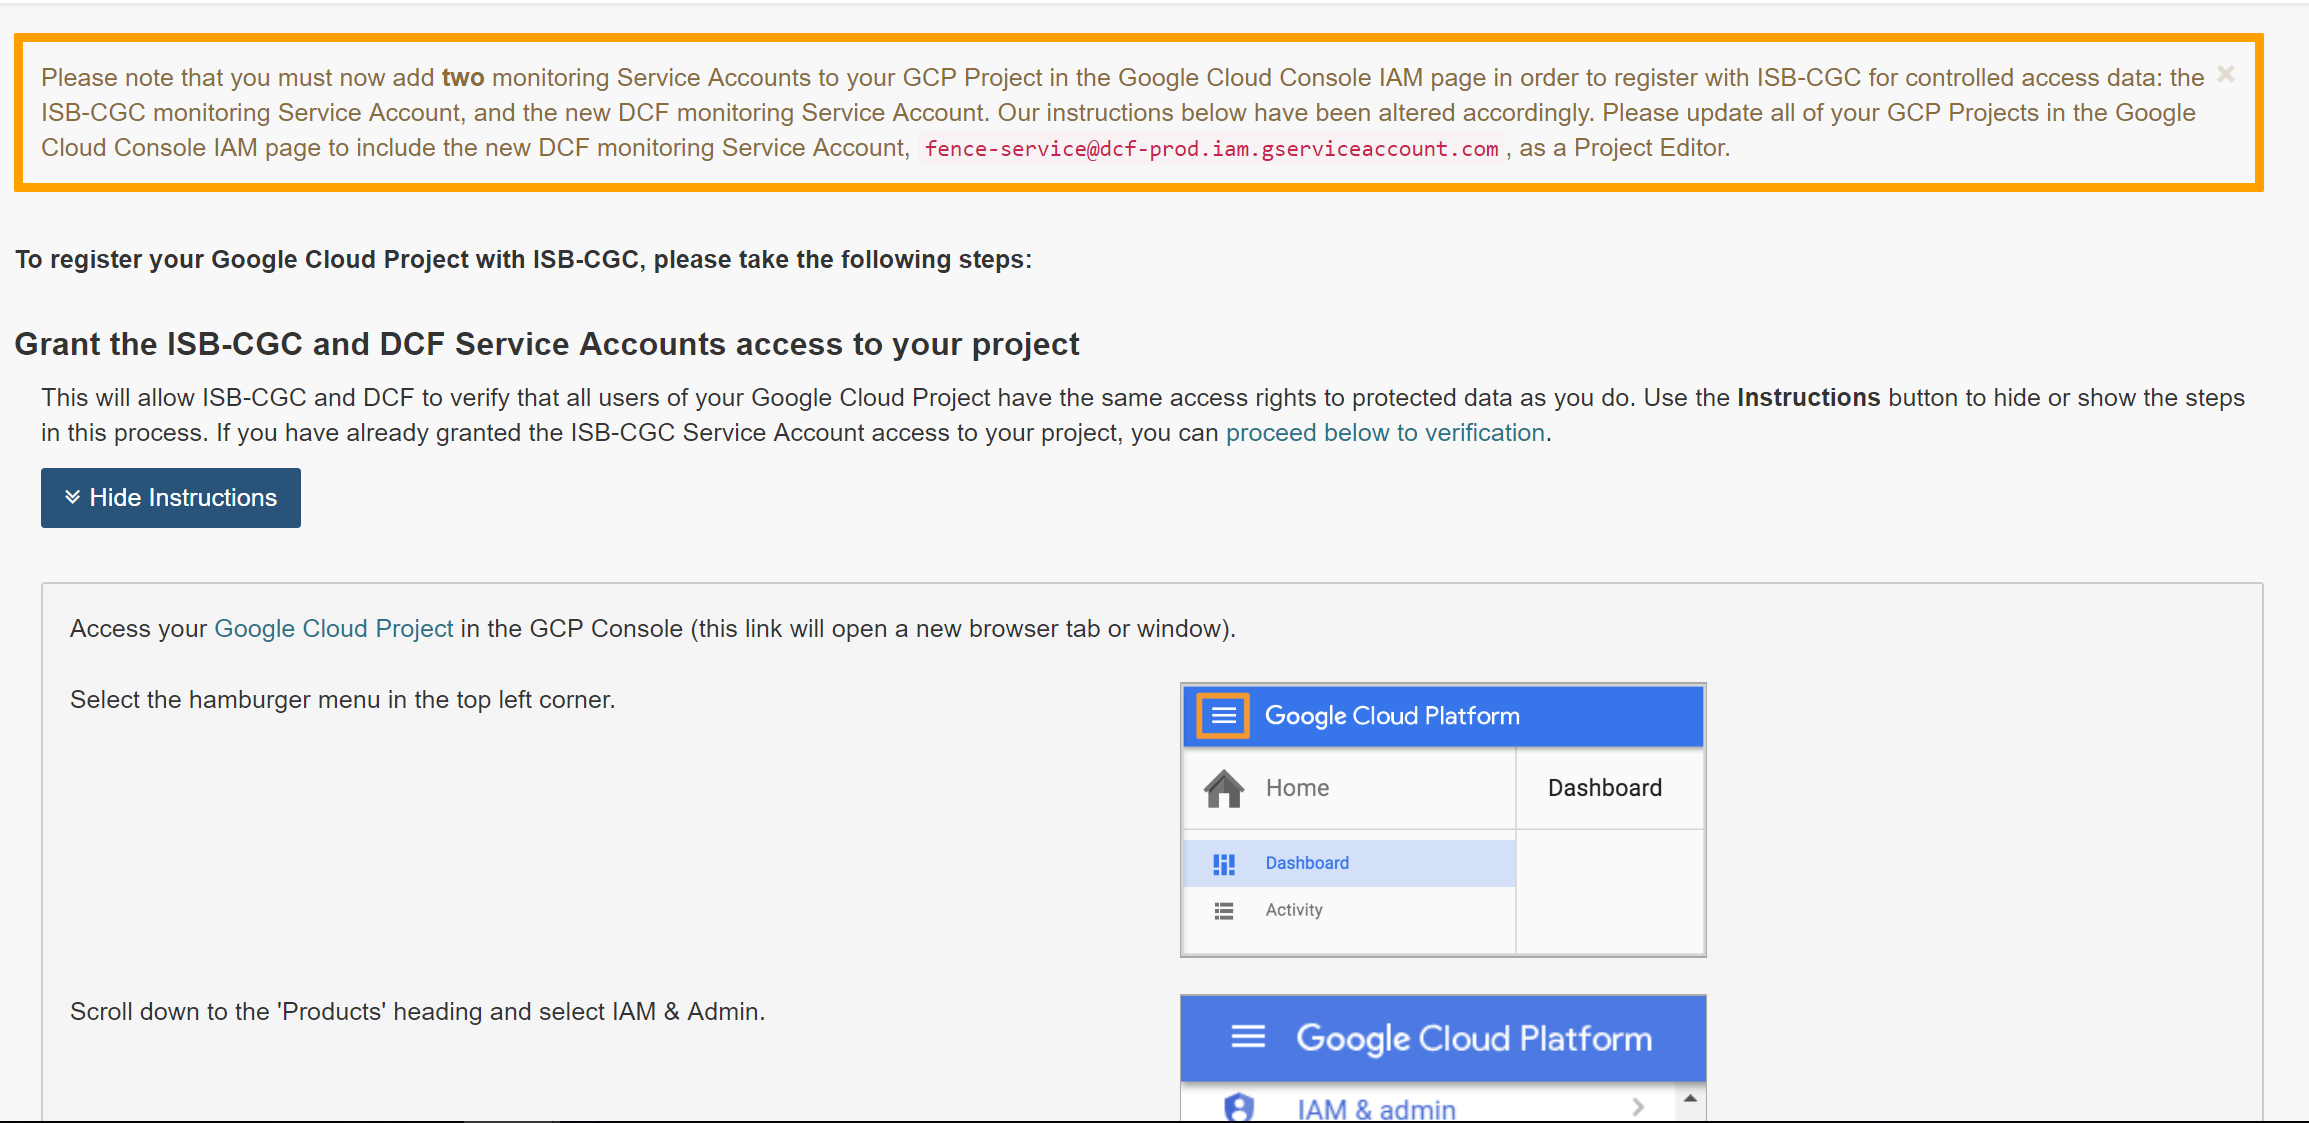 Please note that you must now add two monitoring Service Accounts to your GCP Project in the Google Cloud Console IAM page in order to register with ISB-CGC for controlled access data: the
ISB-CGC monitoring Service Account, and the new DCF monitoring Service Account. Our instructions below have been altered accordingly. Please update all of your GCP Projects in the Google
Cloud Console IAM page to include the new DCF monitoring Service Account, fence-service@dcf-prod.iam.gserviceaccount.com, as a Project Editor.
To register your Google Cloud Project with ISB-CGC, please take the following steps:
Grant the ISB-CGC and DCF Service Accounts access to your project
This will allow ISB-CGC and DCF to verify that all users of your Google Cloud Project have the same access rights to protected data as you do. Use the Instructions button to hide or show the steps
in this process. If you have already granted the ISB-CGC Service Account access to your project, you can proceed below to verification.
Hide Instructions
Access your Google Cloud Project in the GCP Console (this link will open a new browser tab or window).
Select the hamburger menu in the top left corner.
Google Cloud Platform
Home
Dashboard
Dashboard
Activity
Scroll down to the 'Products' heading and select IAM & Admin.
Google Cloud Platform
IAM & admin